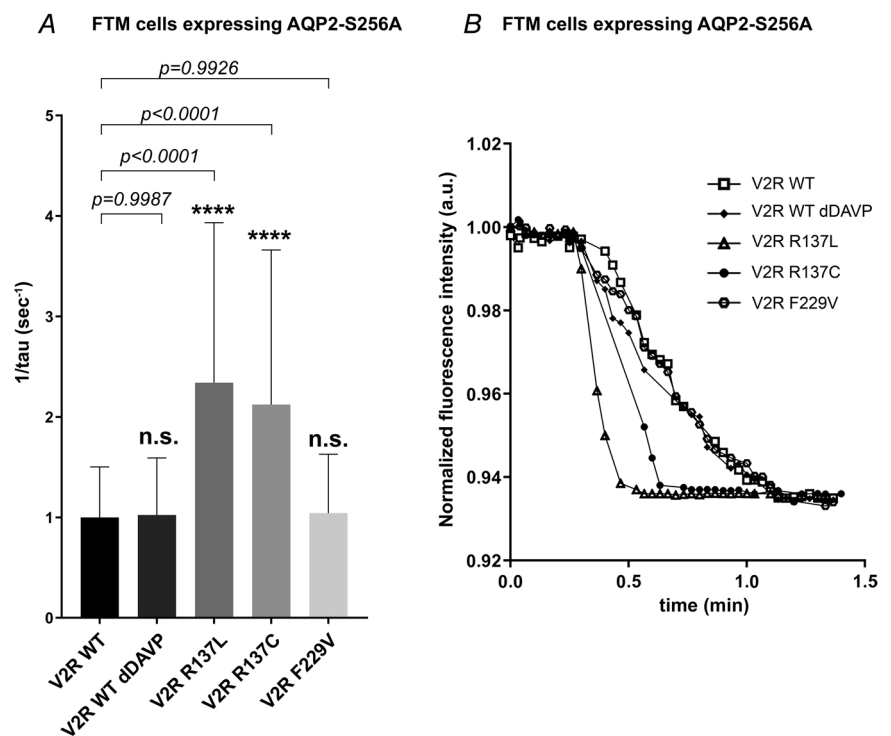 A FTM cells expressing AQP2-S256A
p=0.9926
p<0.0001
p<0.0001
p=0.9987
****
****
n.s.
n.s.
5
4
3
2
1
0
1/tau (sec⁻¹)
V2R WT
V2R WT dDAVP
V2R R137L
V2R R137C
V2R F229V
B FTM cells expressing AQP2-S256A
1.02
1.00
0.98
0.96
0.94
0.92
Normalized fluorescence intensity (a.u.)
V2R WT
V2R WT dDAVP
V2R R137L
V2R R137C
V2R F229V
0.0
0.5
1.0
1.5
time (min)